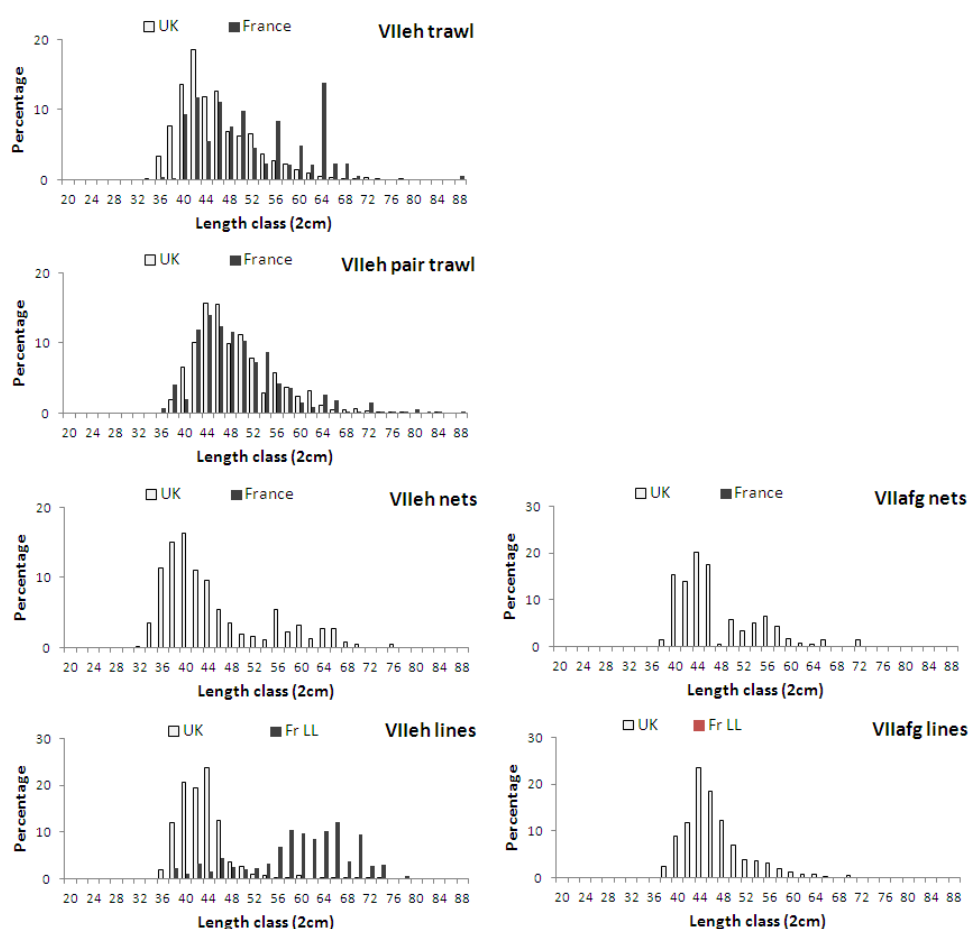 UK France VIIeh trawl
Percentage
20
10
0
20 24 28 32 36 40 44 48 52 56 60 64 68 72 76 80 84 88
Length class (2cm)
UK France VIIeh pair trawl
Percentage
20
10
0
20 24 28 32 36 40 44 48 52 56 60 64 68 72 76 80 84 88
Length class (2cm)
UK France VIIeh nets
Percentage
20
10
0
20 24 28 32 36 40 44 48 52 56 60 64 68 72 76 80 84 88
Length class (2cm)
UK France VIIafg nets
Percentage
30
20
10
0
20 24 28 32 36 40 44 48 52 56 60 64 68 72 76 80 84 88
Length class (2cm)
UK Fr LL VIIeh lines
Percentage
30
20
10
0
20 24 28 32 36 40 44 48 52 56 60 64 68 72 76 80 84 88
Length class (2cm)
UK Fr LL VIIafg lines
Percentage
30
20
10
0
20 24 28 32 36 40 44 48 52 56 60 64 68 72 76 80 84 88
Length class (2cm)